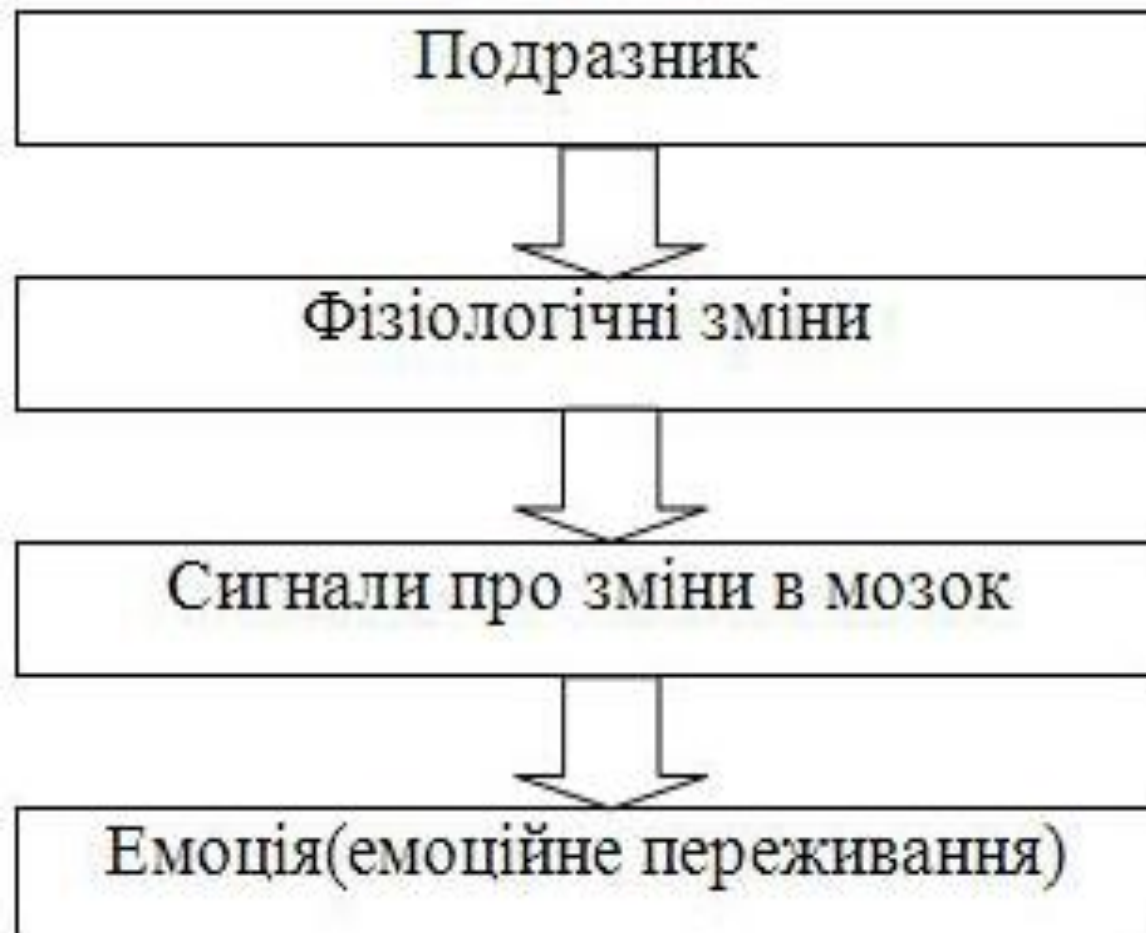 Подразник
Фізіологічні зміни
Сигнали про зміни в мозок
Емоція(емоційне переживання)